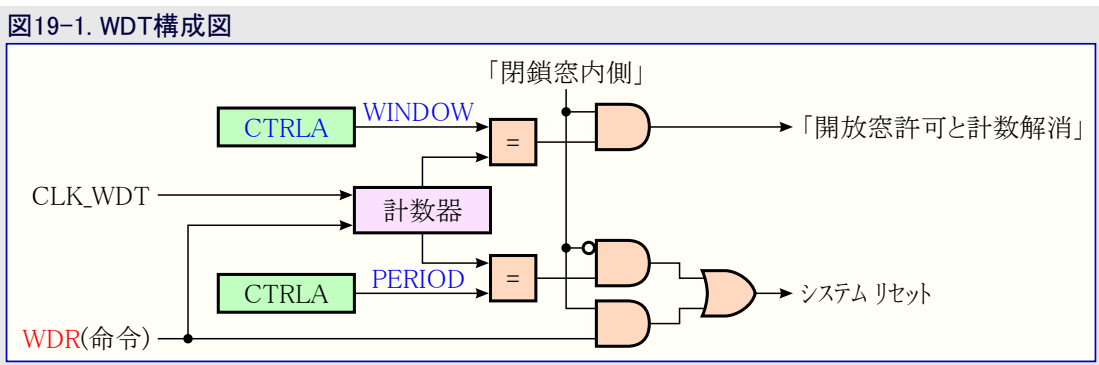 図19-1. WDT構成図
「閉鎖窓内側」
CTRLA
WINDOW
=
「開放窓許可と計数解消」
CLK_WDT
計数器
CTRLA
PERIOD
=
システム リセット
WDR(命令)